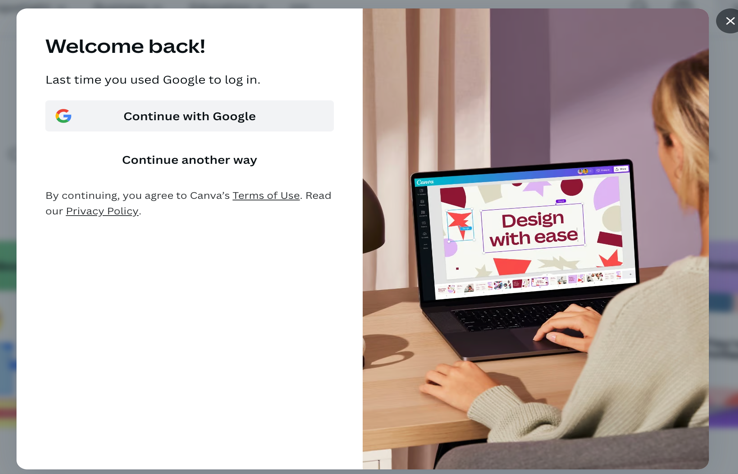 Welcome back!
Last time you used Google to log in.
Continue with Google
Continue another way
By continuing, you agree to Canva's Terms of Use. Read
our Privacy Policy.
Canva
Design
with ease